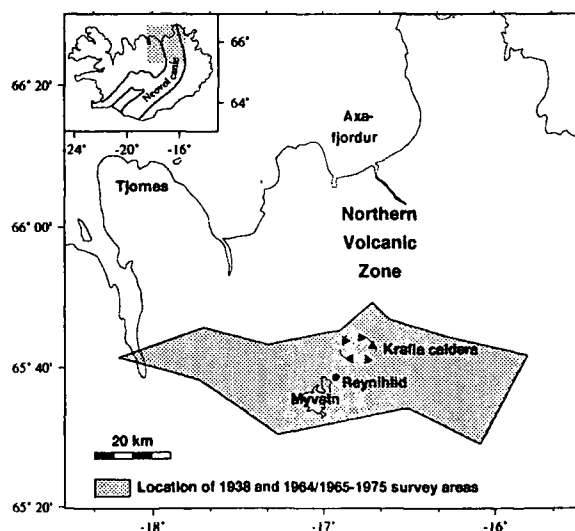 66°
64°
Neovolcanic
-24° -20° -16°
66° 20'
66° 00'
65° 40'
65° 20'
Axa-
fjordur
Tjornes
Northern
Volcanic
Zone
Krafla caldera
Reynihlid
Myvatn
20 km
Location of 1938 and 1964/1965-1975 survey areas
-18° -17° -16°